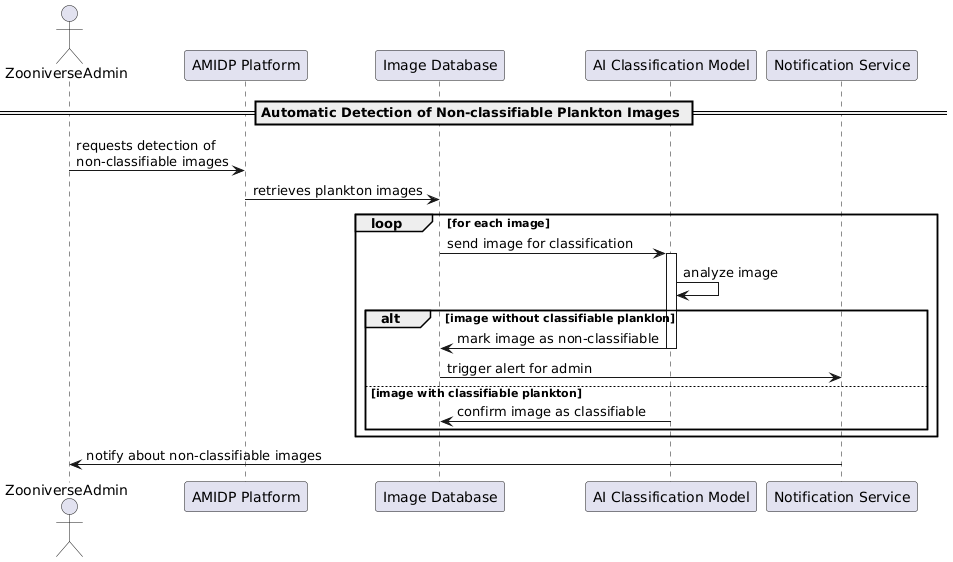 ZooniverseAdmin
AMIDP Platform
Image Database
AI Classification Model
Notification Service
Automatic Detection of Non-classifiable Plankton Images
requests detection of
non-classifiable images
retrieves plankton images
loop
[for each image]
send image for classification
analyze image
alt
[image without classifiable plankton]
mark image as non-classifiable
trigger alert for admin
[image with classifiable plankton]
confirm image as classifiable
notify about non-classifiable images
ZooniverseAdmin
AMIDP Platform
Image Database
AI Classification Model
Notification Service